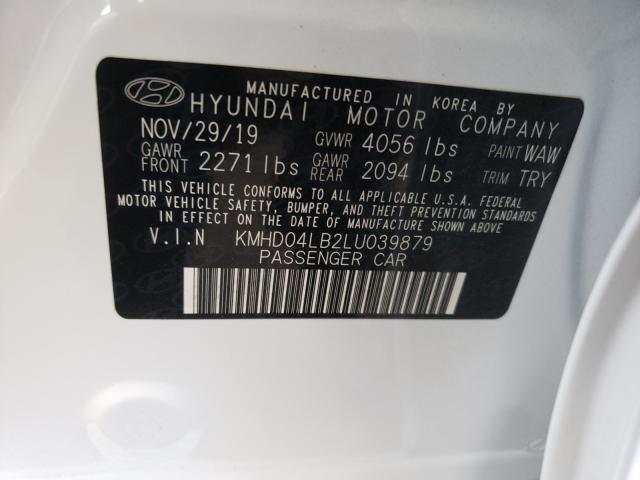 MANUFACTURED IN KOREA BY
HYUNDAI MOTOR COMPANY
NOV/29/19 GVWR 4056 lbs PAINT WAW
GAWR FRONT 2271 lbs GAWR REAR 2094 lbs TRIM TRY
THIS VEHICLE CONFORMS TO ALL APPLICABLE U.S.A. FEDERAL
MOTOR VEHICLE SAFETY, BUMPER, AND THEFT PREVENTION STANDARDS
IN EFFECT ON THE DATE OF MANUFACTURE SHOWN ABOVE.
V.I.N KMHD04LB2LU039879
PASSENGER CAR